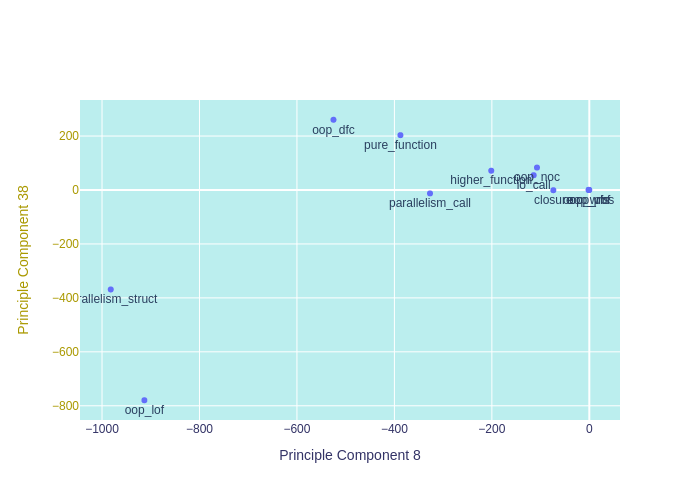 200
0
−200
−400
−600
−800
−1000
−800
−600
−400
−200
0
Principle Component 8
Principle Component 38
oop_dfc
pure_function
higher_function
oop_noc
io_call
closure
parallelism_call
allelism_struct
oop_lof